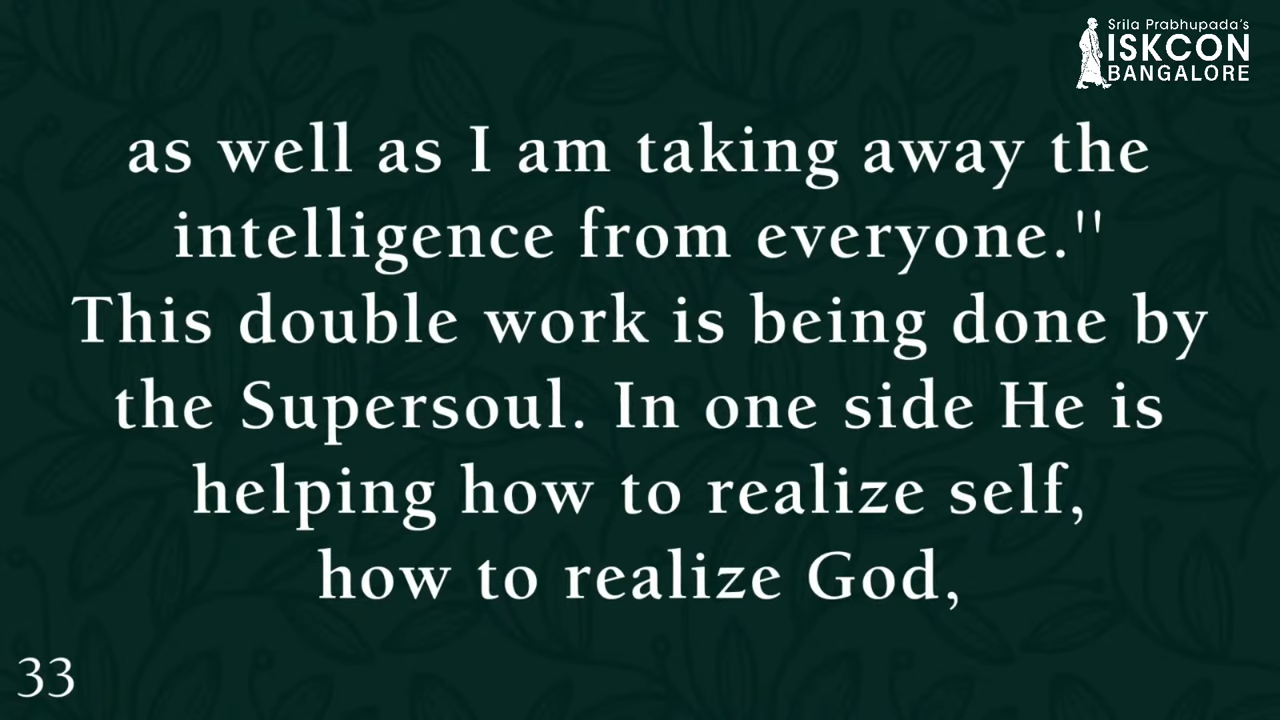 Srila Prabhupada's
ISKCON
BANGALORE
as well as I am taking away the
intelligence from everyone."
This double work is being done by
the Supersoul. In one side He is
helping how to realize self,
how to realize God,
33